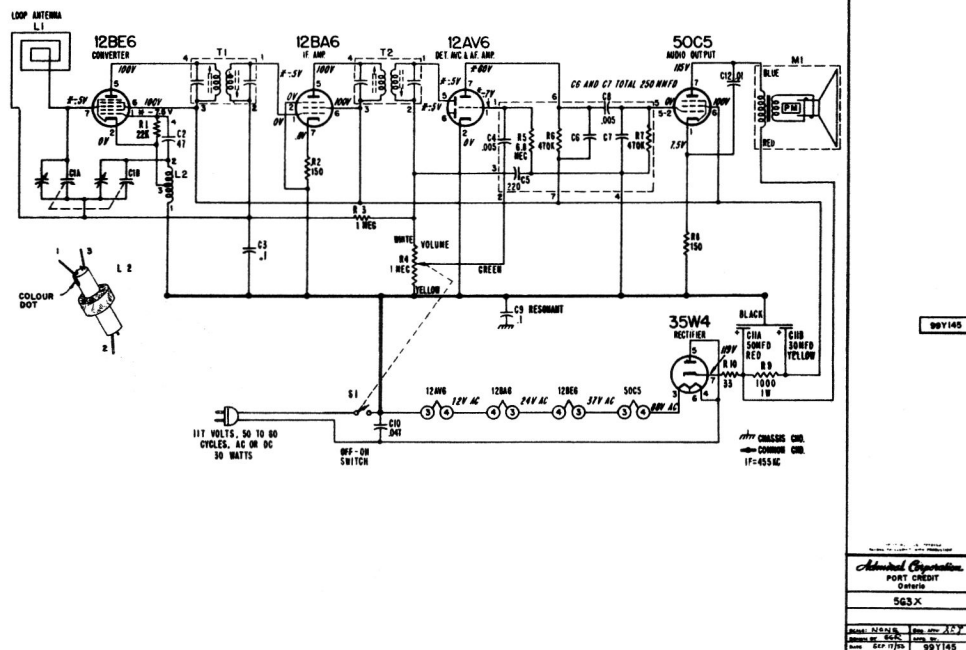 LOOP ANTENNA
L1
12BE6
CONVERTER
100V
T1
12BA6
IF AMP.
100V
T2
12AV6
DET. AVC & AF. AMP.
50C5
AUDIO OUTPUT
115V
C12 .01
BLUE
M1
PM
RED
C6 AND C7 TOTAL 250 MMFD
R1
22K
C2
47
L2
C1A
C1B
R2
150
R3
1 MEG
C3
.1
C4
.005
R5
6.8
MEG
C5
220
R6
470K
C8
.005
C6
C7
R7
470K
7.5V
R8
150
WHITE
VOLUME
R4
1 MEG
GREEN
YELLOW
L 2
COLOUR
DOT
C9 RESONANT
.1
35W4
RECTIFIER
119V
BLACK
C11A
50MFD
RED
C11B
30MFD
YELLOW
R10
33
R9
1000
1W
S1
12AV6
12V AC
12BA6
24V AC
12BE6
37V AC
50C5
C10
.047
117 VOLTS, 50 TO 60
CYCLES, AC OR DC
30 WATTS
OFF-ON
SWITCH
CHASSIS GND.
COMMON GND.
IF=455KC
99Y145
Admiral Corporation
PORT CREDIT
Ontario
5G3X
SCALE: NONE
99Y145